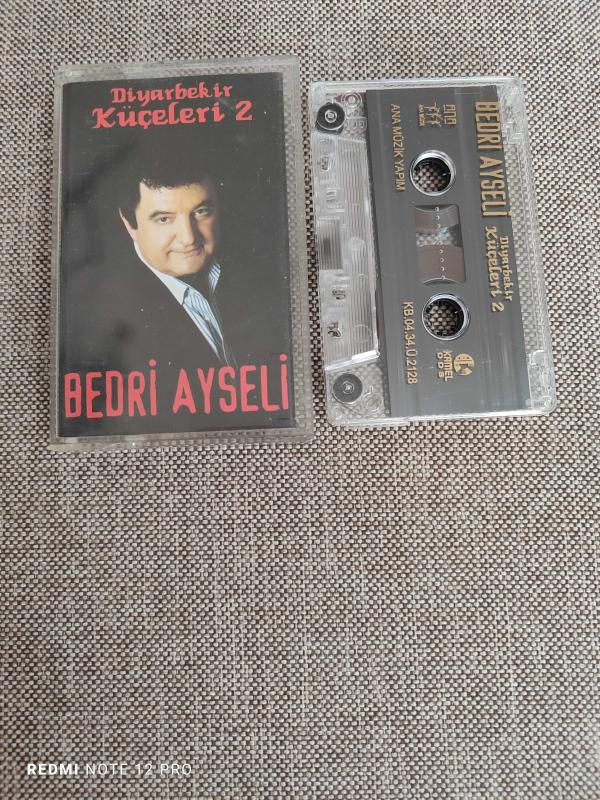 Diyarbekir
Küçeleri 2
BEDRİ AYSELİ
BEDRİ AYSELİ
Diyarbekir
Küçeleri 2
ANA MÜZİK YAPIM
KB.04.34.Ü.2128
REDMI NOTE 12 PRO